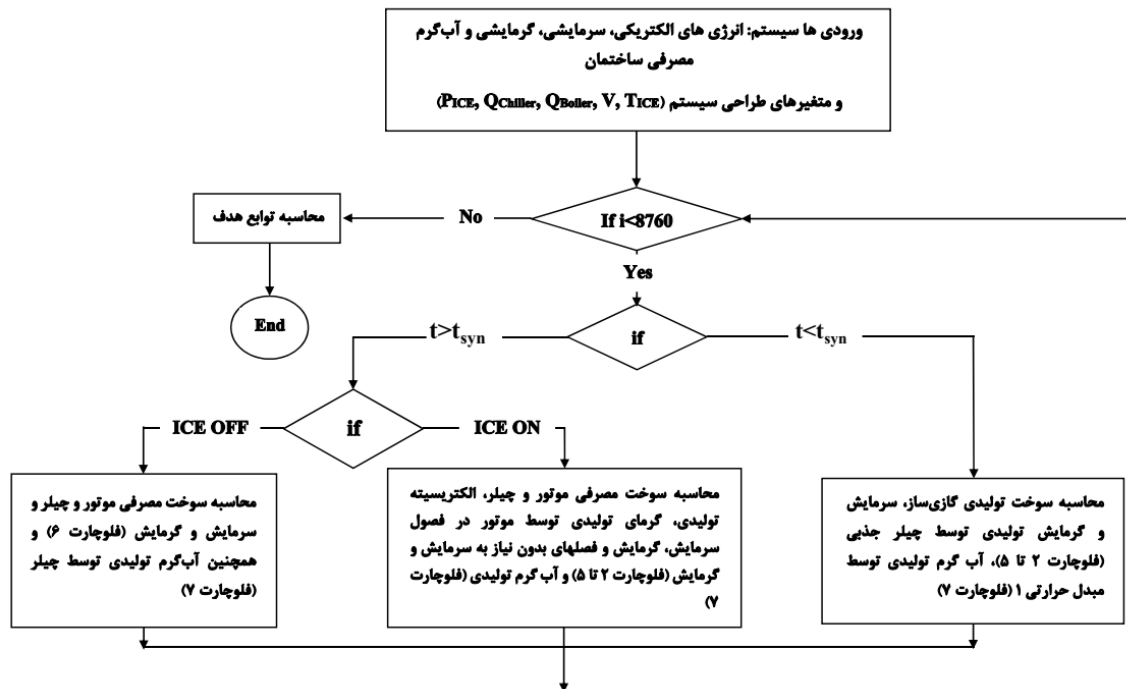 ورودی ها سیستم: انرژی های الکتریکی، سرمایشی، گرمایشی و آب‌گرم
مصرفی ساختمان
و متغیرهای طراحی سیستم (PICE, QChiller, QBoiler, V, TICE)
If i<8760
No
محاسبه توابع هدف
Yes
End
if
t>tsyn
t<tsyn
if
ICE OFF
ICE ON
محاسبه سوخت مصرفی موتور و چیلر و
سرمایش و گرمایش (فلوچارت ۶) و
همچنین آب‌گرم تولیدی توسط چیلر
(فلوچارت ۷)
محاسبه سوخت مصرفی موتور و چیلر، الکتریسیته
تولیدی، گرمای تولیدی توسط موتور در فصول
سرمایش، گرمایش و فصلهای بدون نیاز به سرمایش و
گرمایش (فلوچارت ۲ تا ۵) و آب گرم تولیدی (فلوچارت
۷)
محاسبه سوخت تولیدی گازی‌ساز، سرمایش
و گرمایش تولیدی توسط چیلر جذبی
(فلوچارت ۲ تا ۵)، آب گرم تولیدی توسط
مبدل حرارتی ۱ (فلوچارت ۷)